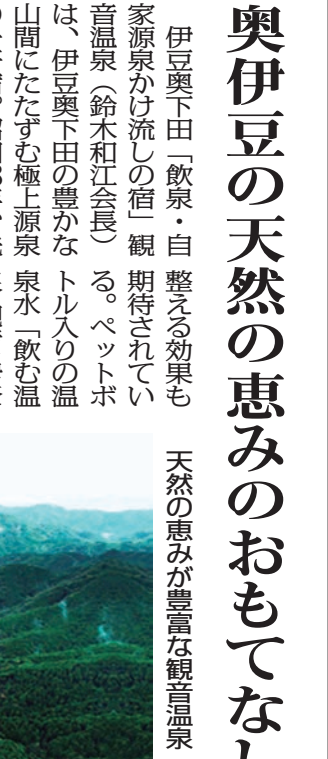 奥伊豆の天然の恵みのおもてなし
伊豆奥下田「飲泉・自
家源泉かけ流しの宿」観
音温泉（鈴木和江会長）
は、伊豆奥下田の豊かな
山間にたたずむ極上源泉
整える効果も
期待されてい
る。ペットボ
トル入りの温
泉水「飲む温
天然の恵みが豊富な観音温泉